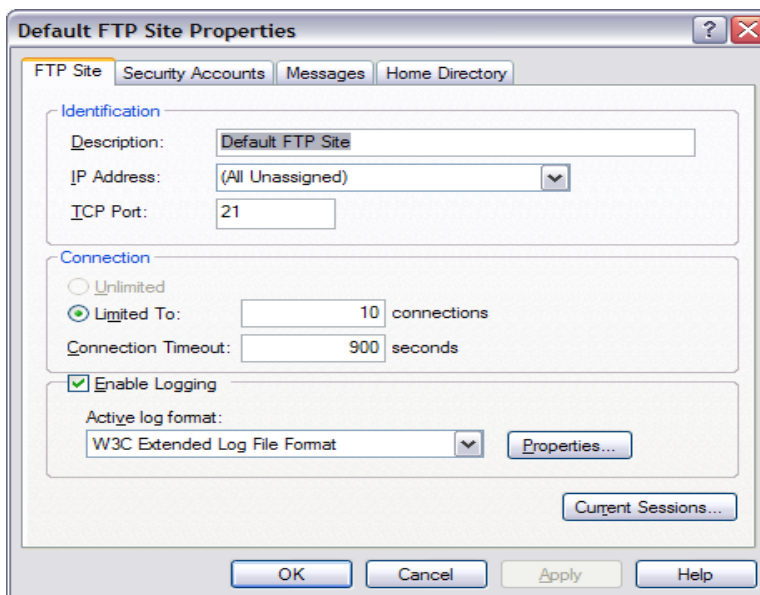 Default FTP Site Properties
FTP Site Security Accounts Messages Home Directory
Identification
Description: Default FTP Site
IP Address: (All Unassigned)
TCP Port: 21
Connection
Unlimited
Limited To: 10 connections
Connection Timeout: 900 seconds
Enable Logging
Active log format:
W3C Extended Log File Format Properties...
Current Sessions...
OK Cancel Apply Help